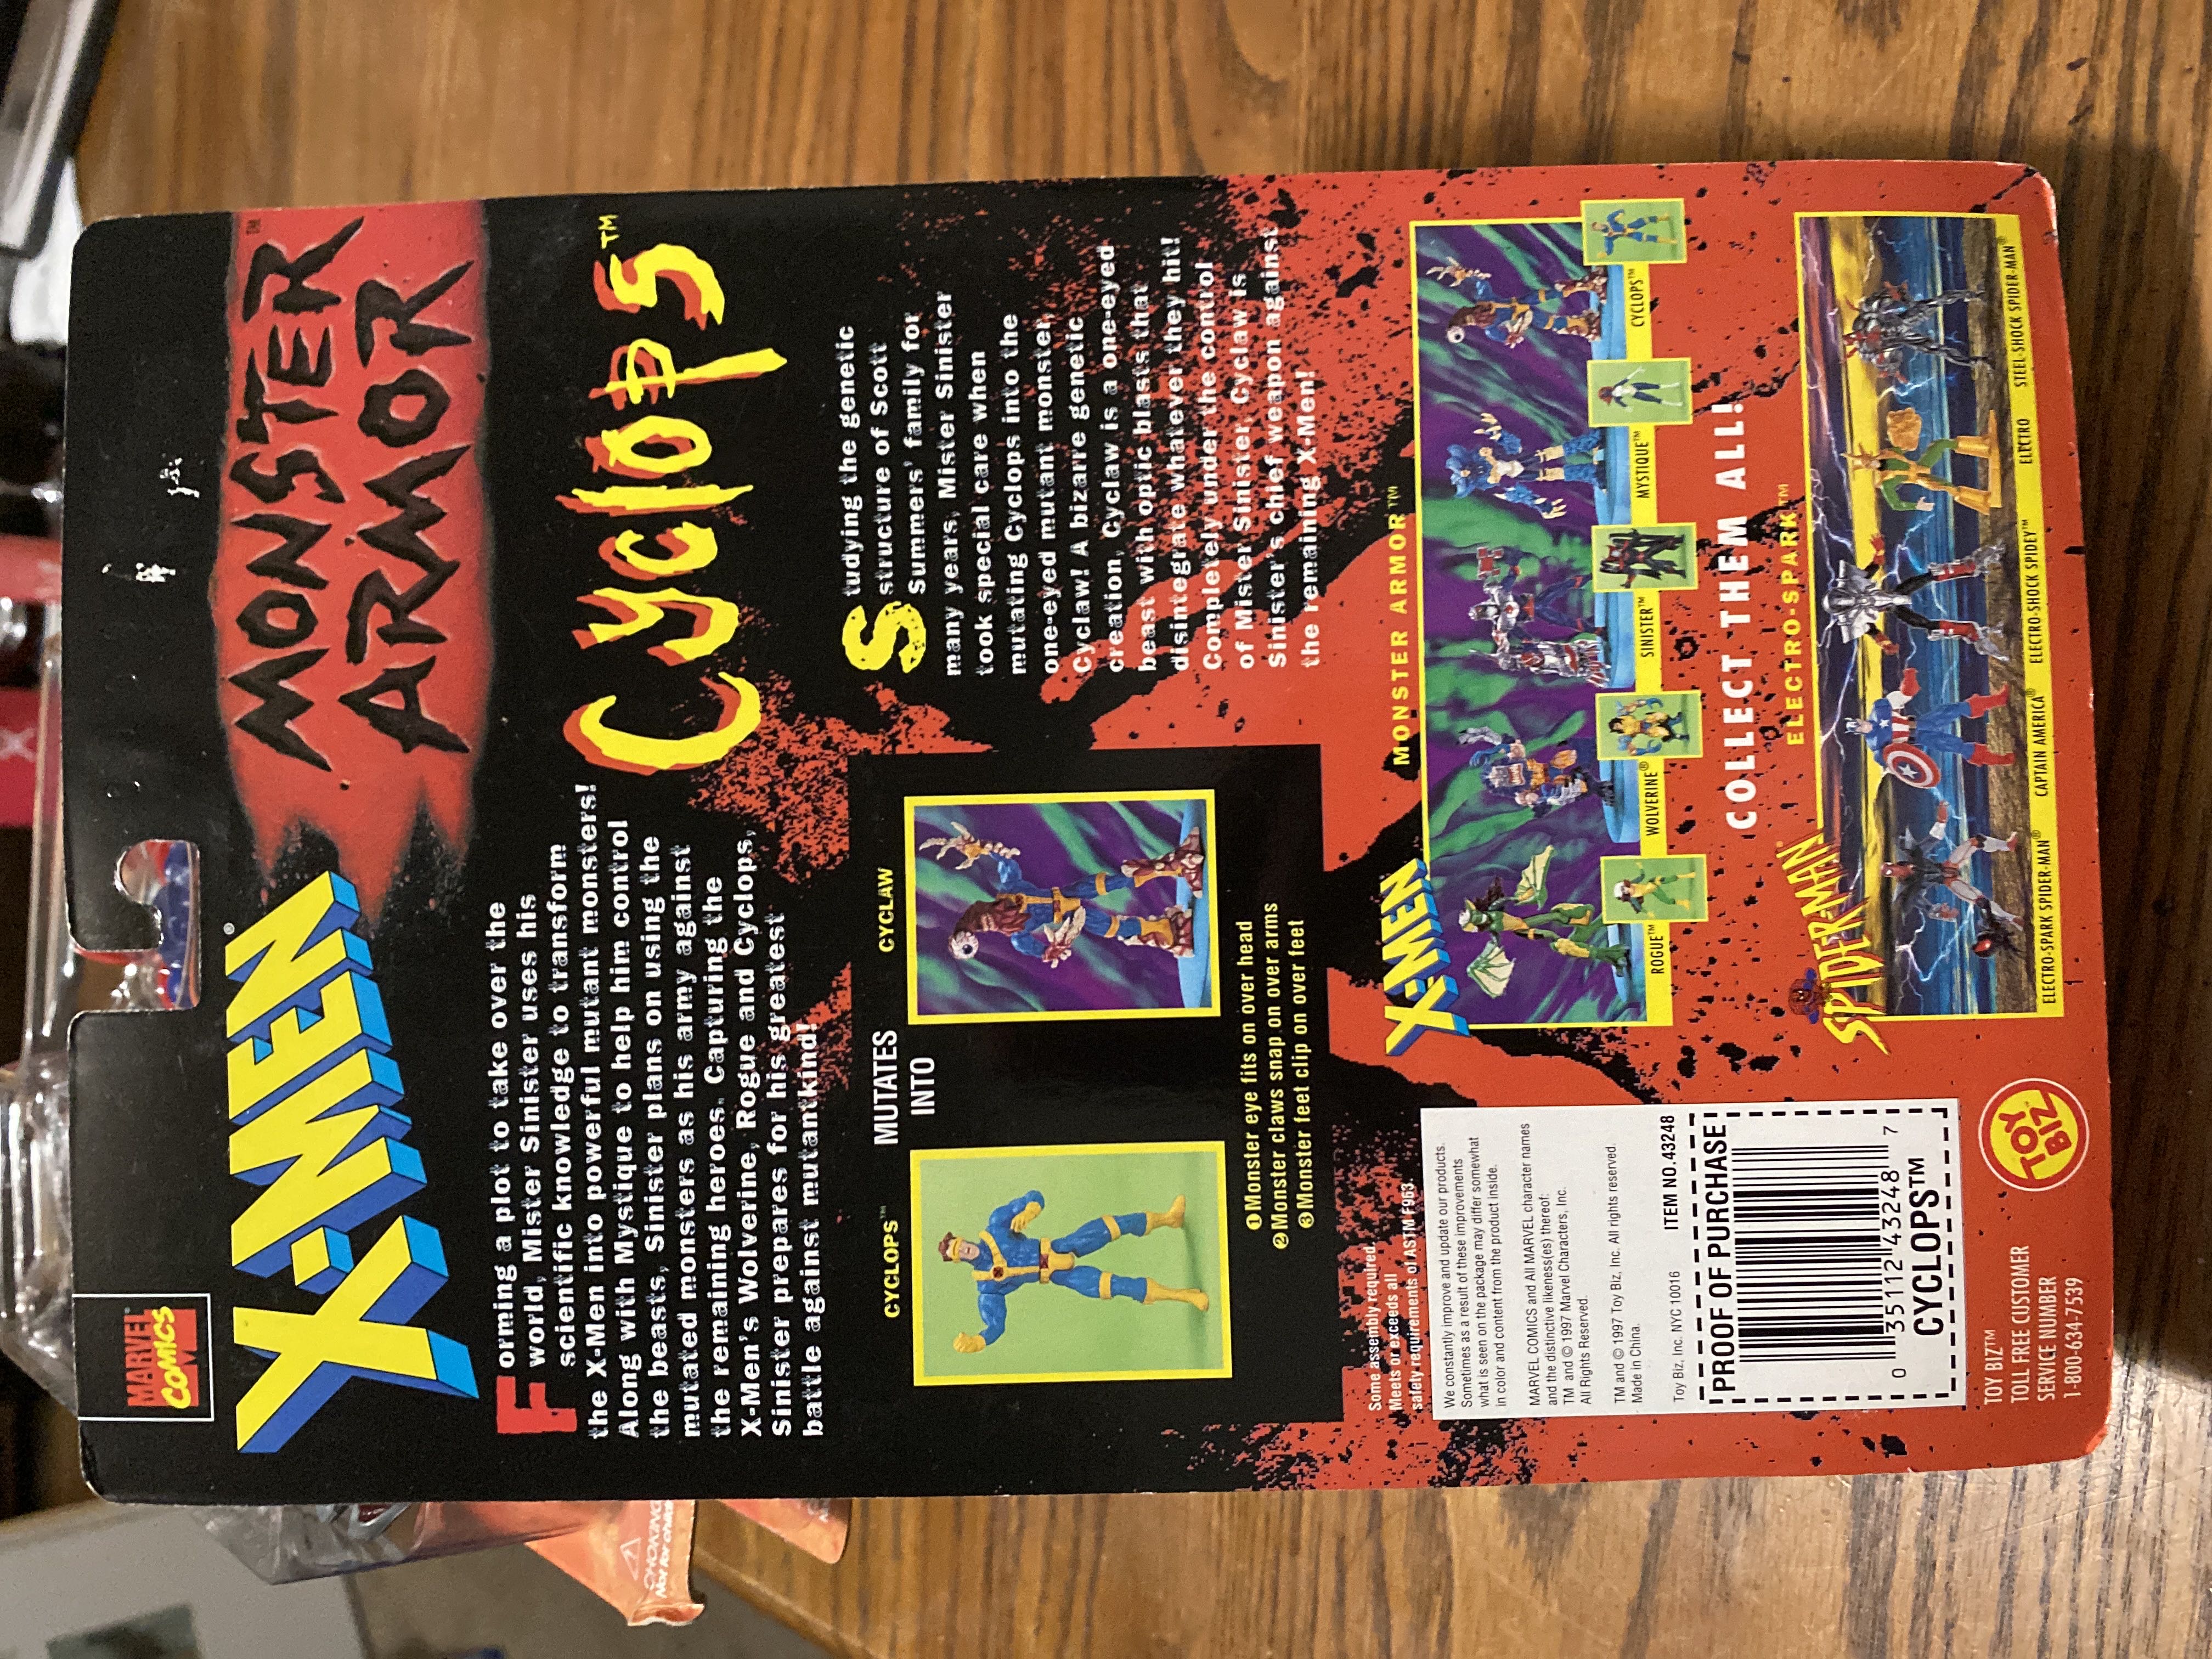 MARVEL
COMICS
X-MEN®
MONSTER
ARMOR™
Forming a plot to take over the
world, Mister Sinister uses his
scientific knowledge to transform
the X-Men into powerful mutant monsters!
Along with Mystique to help him control
the beasts, Sinister plans on using the
mutated monsters as his army against
the remaining heroes. Capturing the
X-Men's Wolverine, Rogue and Cyclops,
Sinister prepares for his greatest
battle against mutantkind!
Cyclops™
Studying the genetic
structure of Scott
Summers' family for
many years, Mister Sinister
took special care when
mutating Cyclops into the
one-eyed mutant monster,
Cyclaw! A bizarre genetic
creation, Cyclaw is a one-eyed
beast with optic blasts that
disintegrate whatever they hit!
Completely under the control
of Mister Sinister, Cyclaw is
Sinister's chief weapon against
the remaining X-Men!
CYCLOPS™
MUTATES
INTO
CYCLAW
❶Monster eye fits on over head
❷Monster claws snap on over arms
❸Monster feet clip on over feet
Some assembly required.
Meets or exceeds all
safety requirements of ASTM F963.
We constantly improve and update our products.
Sometimes as a result of these improvements
what is seen on the package may differ somewhat
in color and content from the product inside.
MARVEL COMICS and All MARVEL character names
and the distinctive likeness(es) thereof:
TM and © 1997 Marvel Characters, Inc.
All Rights Reserved.
TM and © 1997 Toy Biz, Inc. All rights reserved.
Made in China.
Toy Biz, Inc. NYC 10016 ITEM NO. 43248
PROOF OF PURCHASE
0 35112 43248 7
CYCLOPS™
TOY BIZ™
TOLL FREE CUSTOMER
SERVICE NUMBER
1-800-634-7539
TOY
BIZ
X-MEN
MONSTER ARMOR™
ROGUE™
WOLVERINE®
SINISTER™
MYSTIQUE™
CYCLOPS™
COLLECT THEM ALL!
SPIDER-MAN®
ELECTRO-SPARK™
ELECTRO-SPARK SPIDER-MAN®
CAPTAIN AMERICA®
ELECTRO-SHOCK SPIDEY™
ELECTRO
STEEL-SHOCK SPIDER-MAN®
CHOKING
Not for